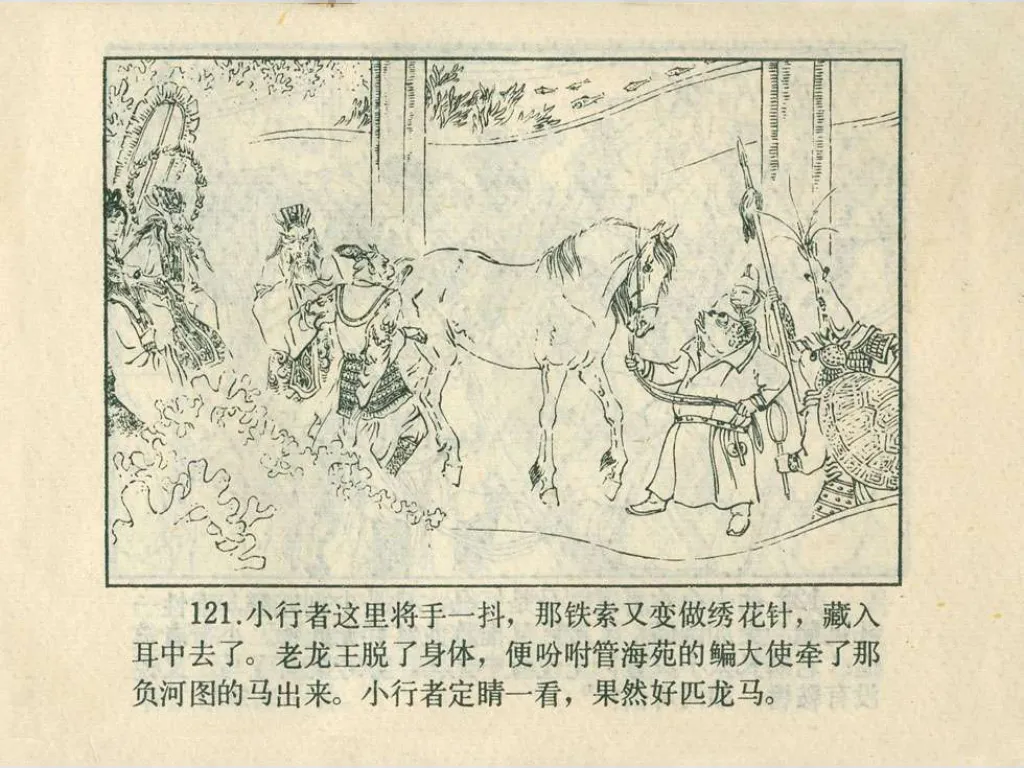 121.小行者这里将手一抖，那铁索又变做绣花针，藏入
耳中去了。老龙王脱了身体，便吩咐管海苑的鳊大使牵了那
负河图的马出来。小行者定睛一看，果然好匹龙马。